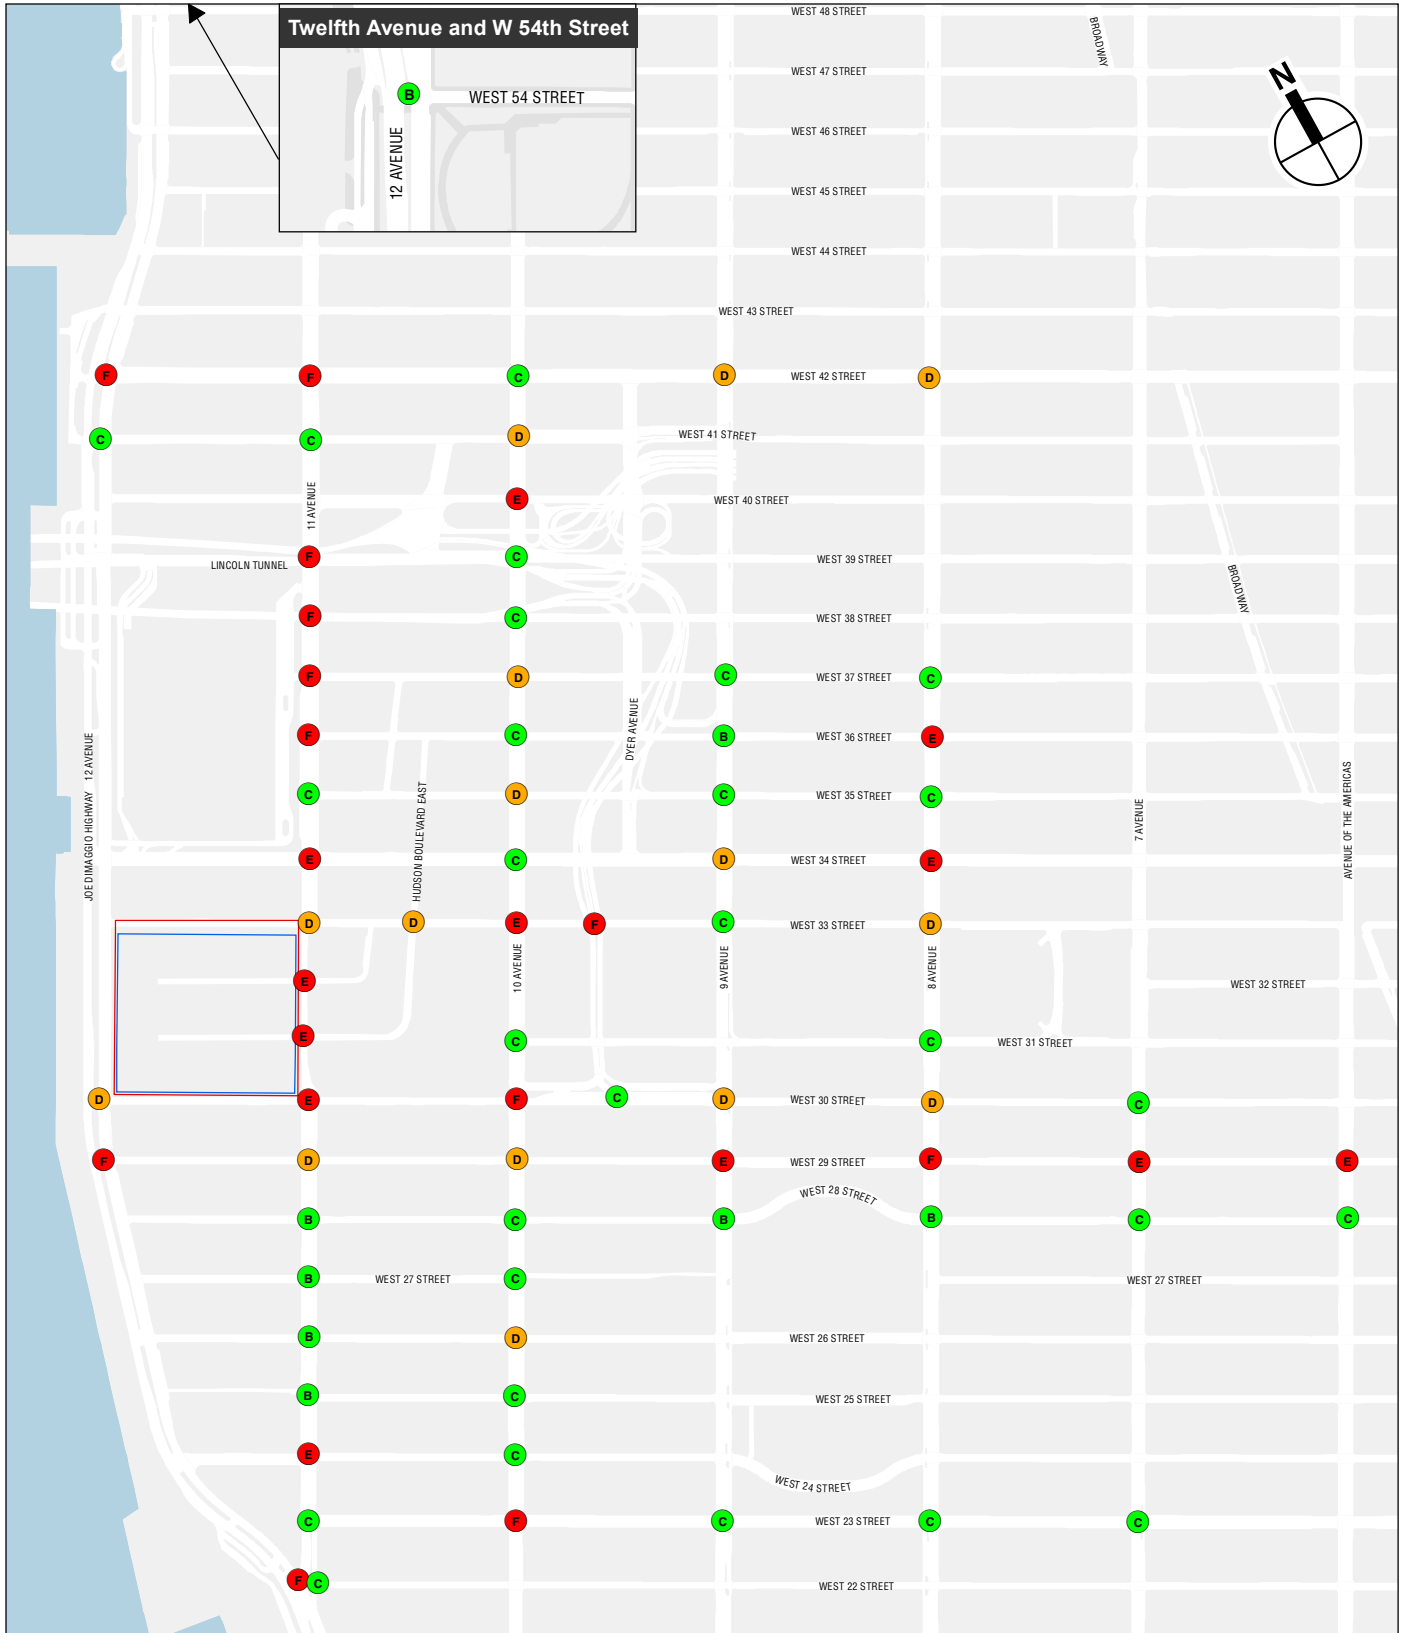 Twelfth Avenue and W 54th Street
B
WEST 54 STREET
12 AVENUE
N
WEST 48 STREET
BROADWAY
WEST 47 STREET
WEST 46 STREET
WEST 45 STREET
WEST 44 STREET
WEST 43 STREET
F
F
C
D
WEST 42 STREET
D
C
C
D
WEST 41 STREET
11 AVENUE
E
WEST 40 STREET
LINCOLN TUNNEL
F
C
WEST 39 STREET
BROADWAY
F
C
WEST 38 STREET
F
D
C
WEST 37 STREET
C
DYER AVENUE
F
C
B
WEST 36 STREET
E
JOE DIMAGGIO HIGHWAY 12 AVENUE
HUDSON BOULEVARD EAST
C
D
C
WEST 35 STREET
C
7 AVENUE
AVENUE OF THE AMERICAS
E
C
D
WEST 34 STREET
E
D
D
E
F
C
WEST 33 STREET
D
10 AVENUE
9 AVENUE
8 AVENUE
E
WEST 32 STREET
E
C
C
WEST 31 STREET
D
E
F
C
D
WEST 30 STREET
D
C
F
D
D
E
WEST 29 STREET
F
E
E
B
C
B
WEST 28 STREET
B
C
C
B
WEST 27 STREET
C
WEST 27 STREET
B
D
WEST 26 STREET
B
C
WEST 25 STREET
E
C
WEST 24 STREET
C
F
C
WEST 23 STREET
C
C
F
C
WEST 22 STREET